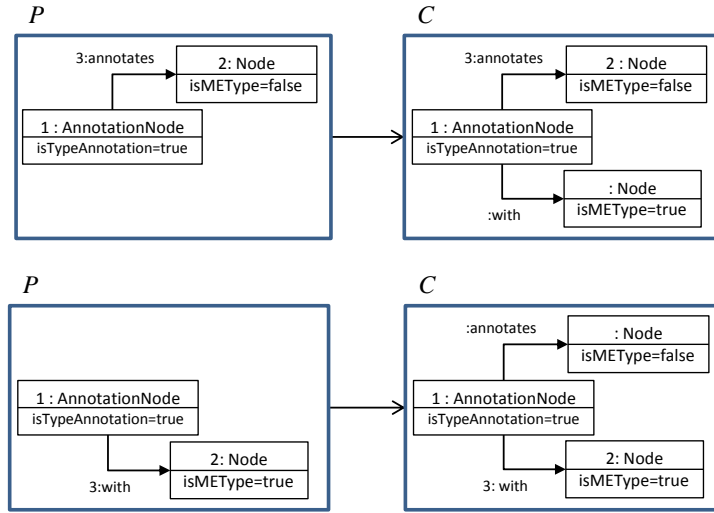 P
C
3:annotates
2: Node
isMEType=false
1 : AnnotationNode
isTypeAnnotation=true
3:annotates
2 : Node
isMEType=false
1 : AnnotationNode
isTypeAnnotation=true
: Node
isMEType=true
:with
P
C
1 : AnnotationNode
isTypeAnnotation=true
2: Node
isMEType=true
3:with
:annotates
: Node
isMEType=false
1 : AnnotationNode
isTypeAnnotation=true
2: Node
isMEType=true
3: with